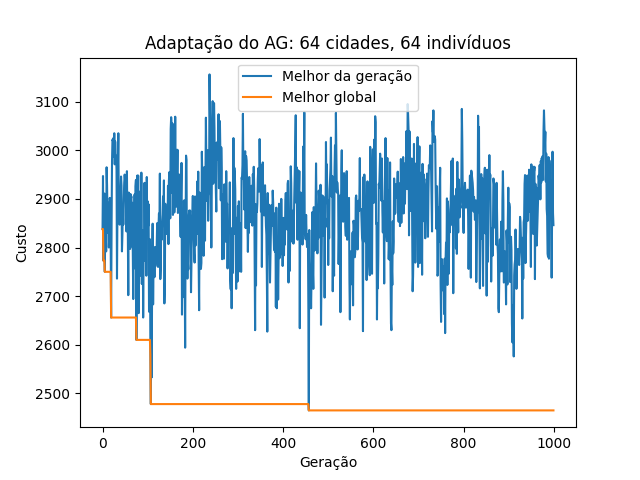 Adaptação do AG: 64 cidades, 64 indivíduos
Melhor da geração
Melhor global
3100
3000
2900
2800
2700
2600
2500
Custo
0 200 400 600 800 1000
Geração